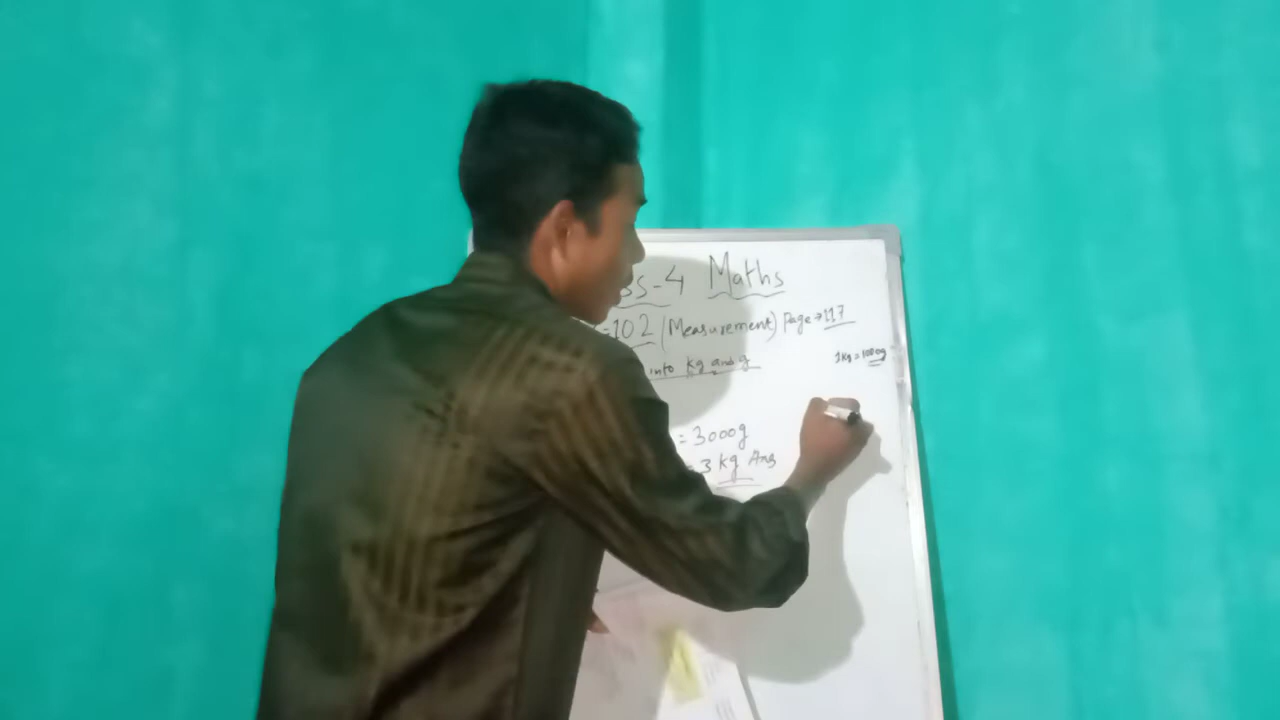 ss-4 Maths
-102 (Measurement) Page→117
into kg and g
1kg = 1000g
= 3000g
= 3 kg Ans